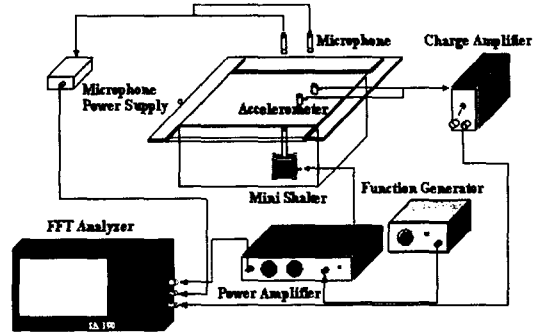 Microphone
Charge Amplifier
Microphone
Power Supply
Accelerometer
Mini Shaker
Function Generator
FFT Analyzer
Power Amplifier